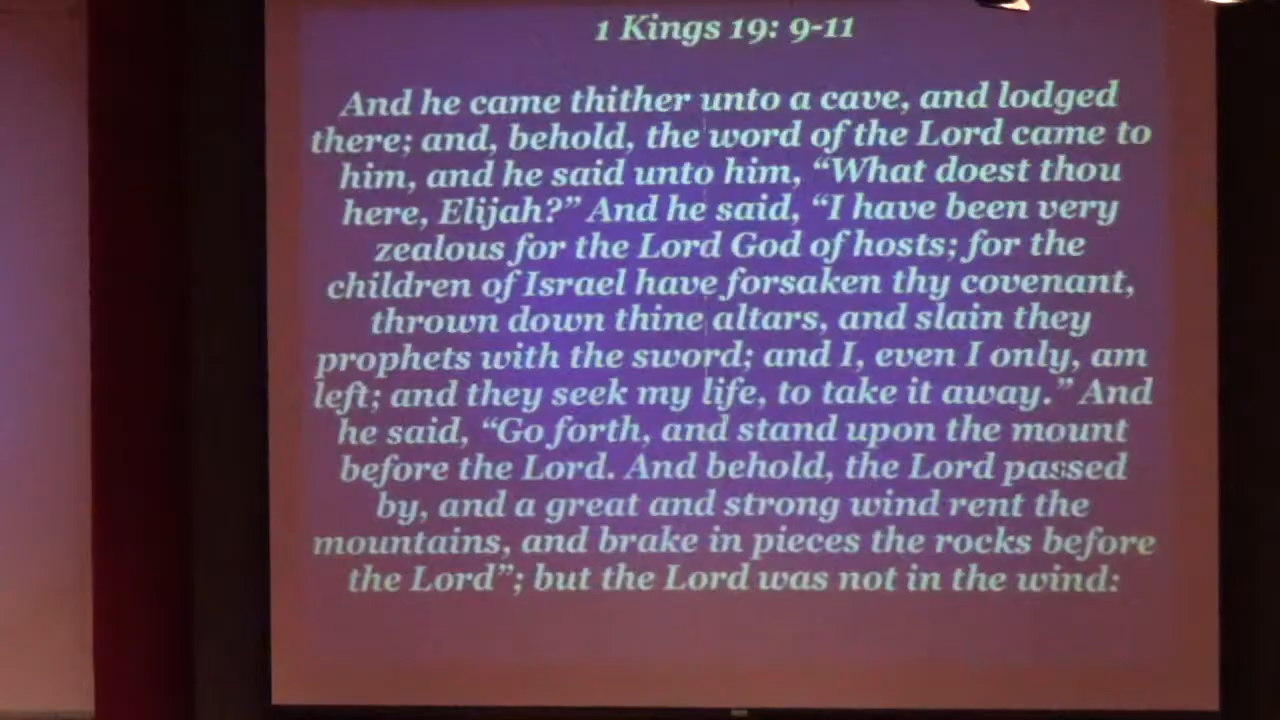 1 Kings 19: 9-11
And he came thither unto a cave, and lodged
there; and, behold, the word of the Lord came to
him, and he said unto him, “What doest thou
here, Elijah?” And he said, “I have been very
zealous for the Lord God of hosts; for the
children of Israel have forsaken thy covenant,
thrown down thine altars, and slain they
prophets with the sword; and I, even I only, am
left; and they seek my life, to take it away.” And
he said, “Go forth, and stand upon the mount
before the Lord. And behold, the Lord passed
by, and a great and strong wind rent the
mountains, and brake in pieces the rocks before
the Lord”; but the Lord was not in the wind: